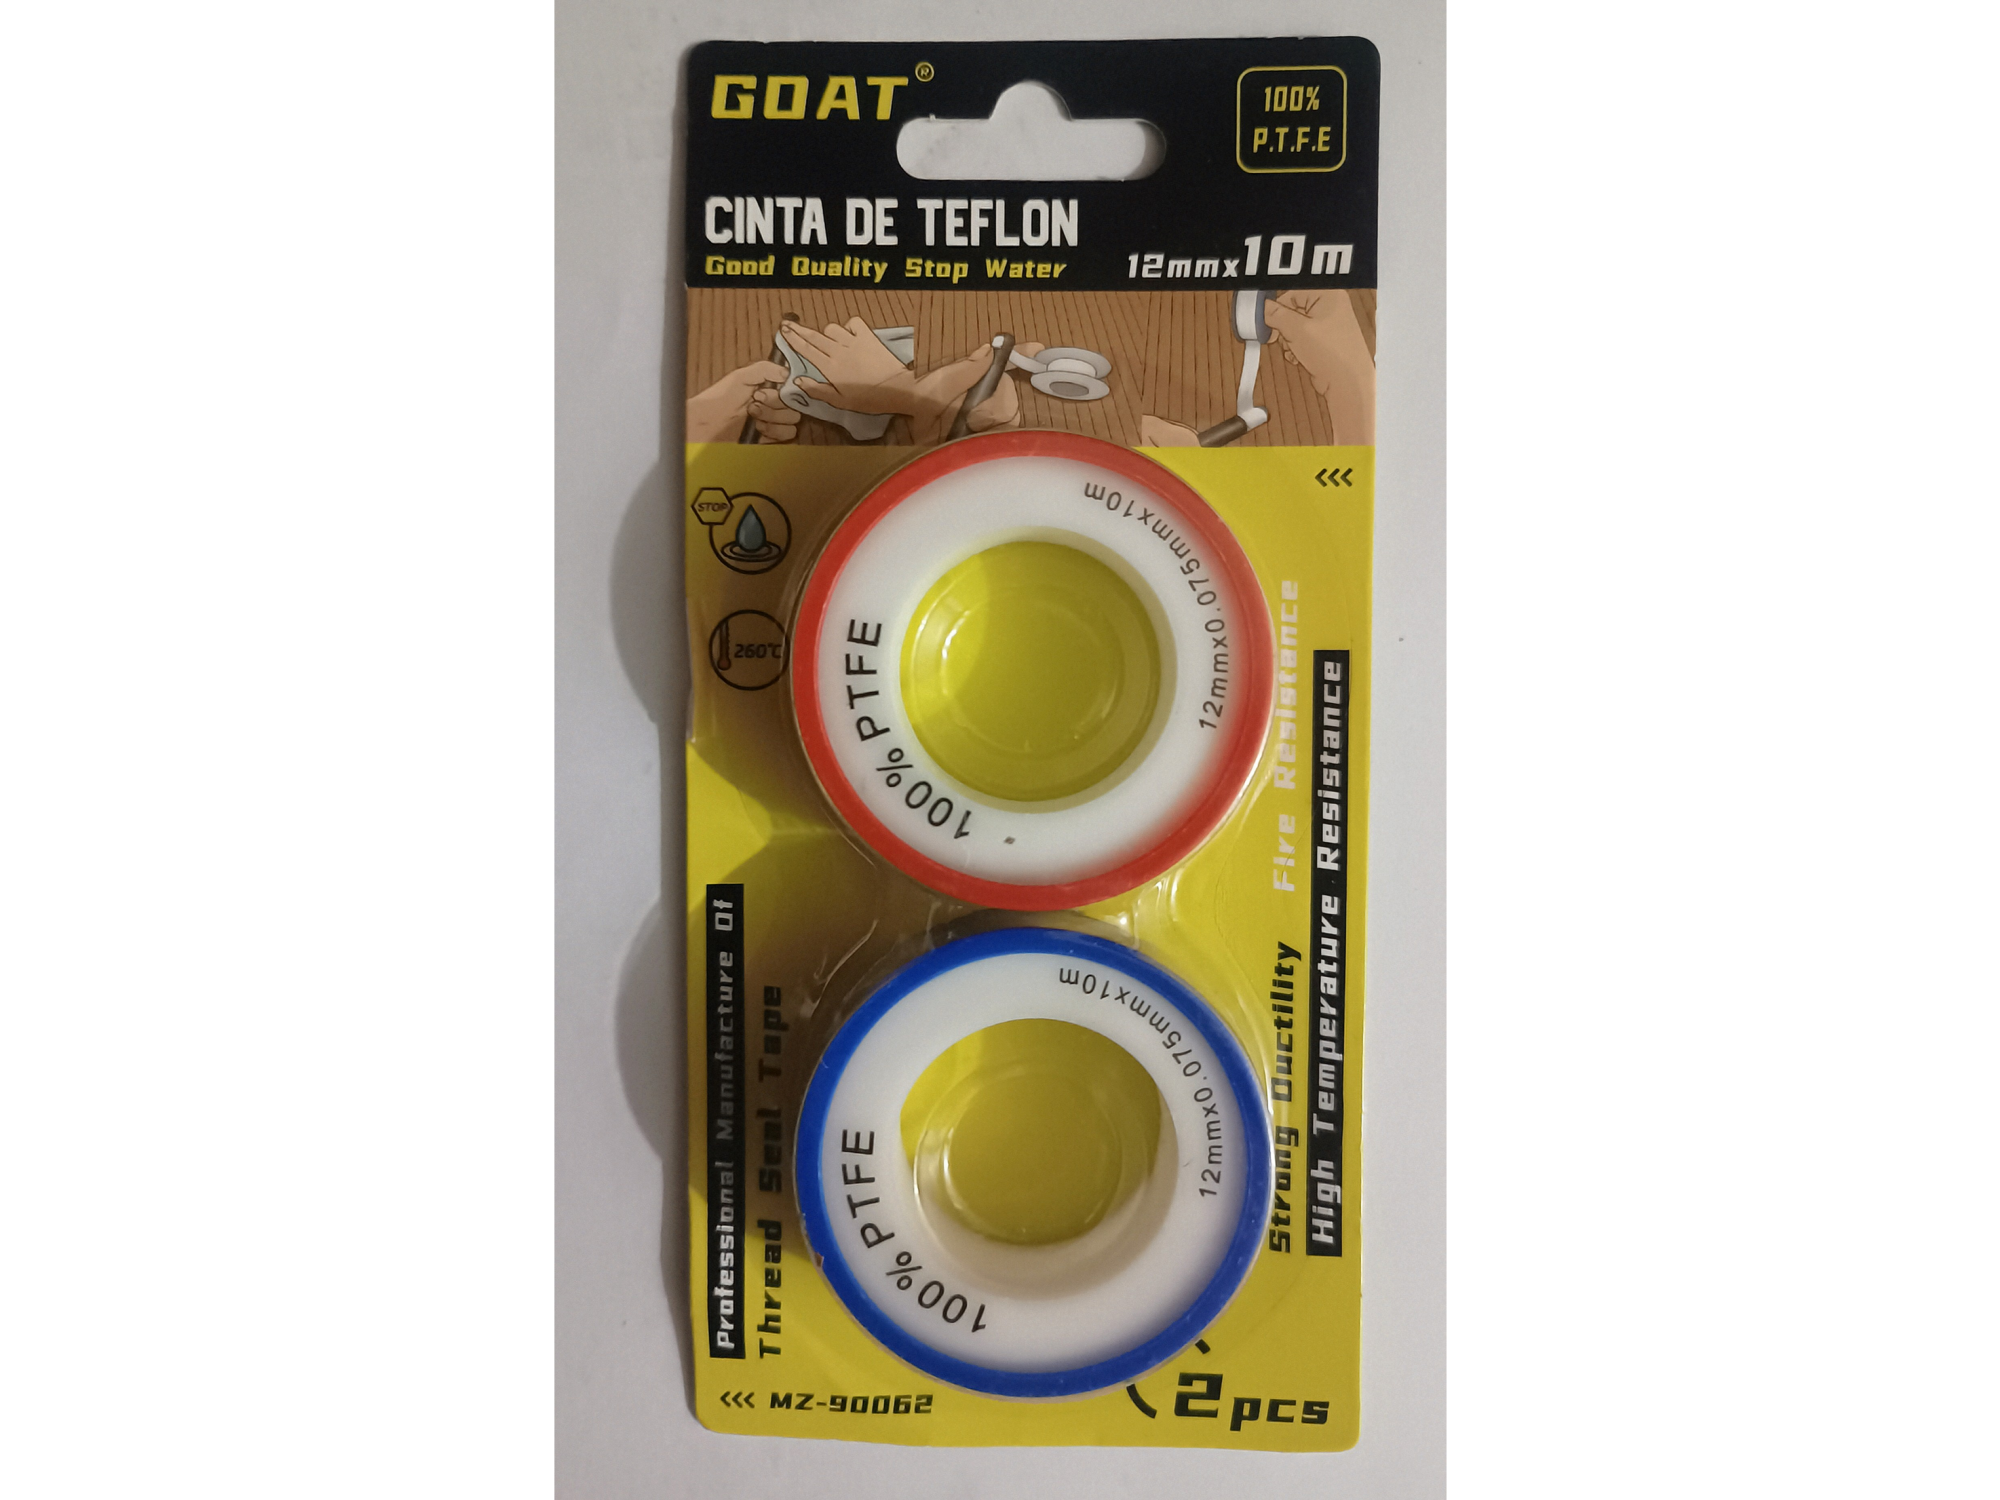 GOAT®
100%
P.T.F.E
CINTA DE TEFLON
Good Quality Stop Water
12mmx10m
<<<
STOP
260°C
12mmx0.075mmx10m
100% PTFE
Fire Resistance
High Temperature Resistance
Strong Ductility
Professional Manufacture Of
Thread Seal Tape
12mmx0.075mmx10m
100% PTFE
<<< MZ-90062
2pcs